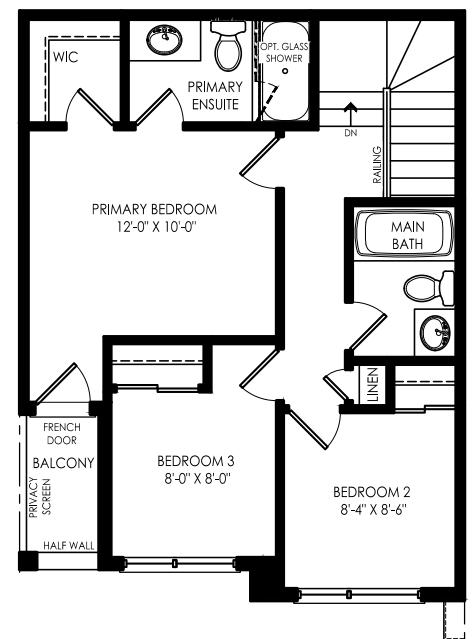 WIC
PRIMARY
ENSUITE
OPT. GLASS
SHOWER
DN
RAILING
PRIMARY BEDROOM
12'-0" X 10'-0"
MAIN
BATH
LINEN
FRENCH
DOOR
BALCONY
PRIVACY
SCREEN
HALF WALL
BEDROOM 3
8'-0" X 8'-0"
BEDROOM 2
8'-4" X 8'-6"